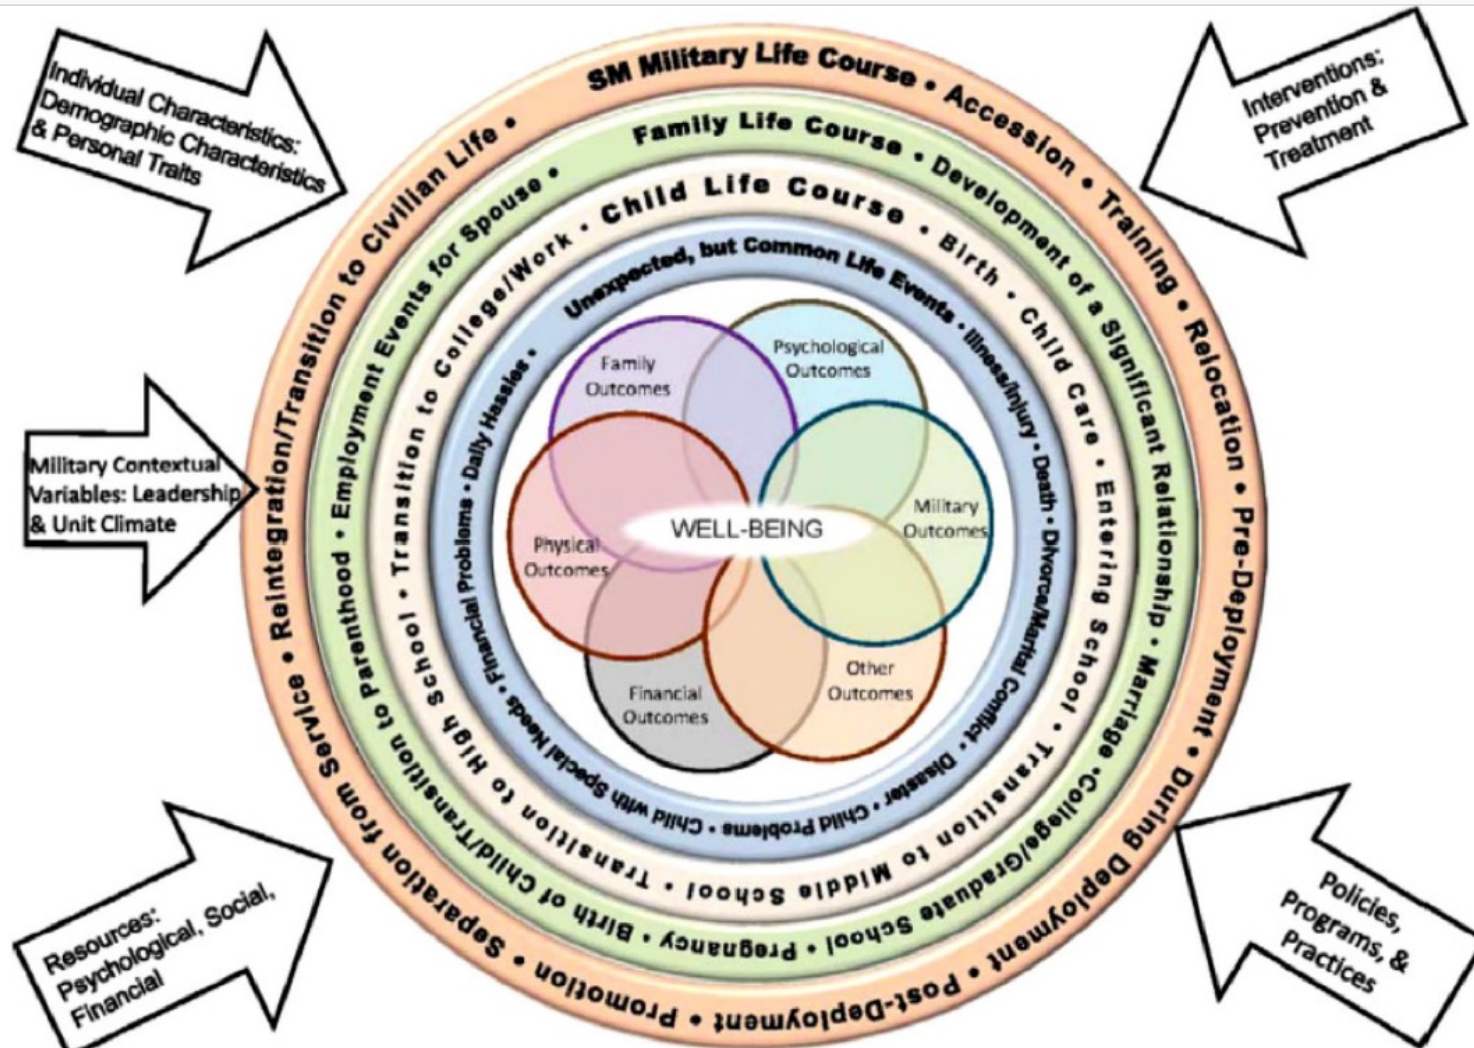 Individual Characteristics:
Demographic Characteristics
& Personal Traits
Interventions:
Prevention &
Treatment
Military Contextual
Variables: Leadership
& Unit Climate
Resources:
Psychological, Social,
Financial
Policies,
Programs, &
Practices
SM Military Life Course • Accession • Training • Relocation • Pre-Deployment • During Deployment • Post-Deployment • Promotion • Separation from Service • Reintegration/Transition to Civilian Life •
Family Life Course • Development of a Significant Relationship • Marriage • College/Graduate School • Pregnancy • Birth of Child/Transition to Parenthood • Employment Events for Spouse •
Child Life Course • Birth • Child Care • Entering School • Transition to Middle School • Transition to High School • Transition to College/Work •
Unexpected, but Common Life Events • Illness/Injury • Death • Divorce/Marital Conflict • Disaster • Child Problems • Child with Special Needs • Financial Problems • Daily Hassles •
Family
Outcomes
Psychological
Outcomes
Military
Outcomes
WELL-BEING
Physical
Outcomes
Other
Outcomes
Financial
Outcomes